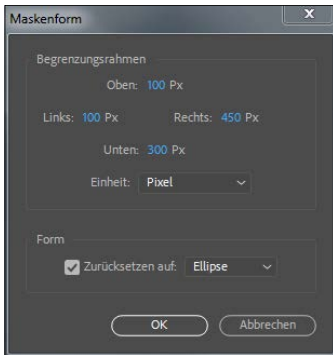 Maskenform
Begrenzungsrahmen
Oben: 100 Px
Links: 100 Px Rechts: 450 Px
Unten: 300 Px
Einheit: Pixel
Form
Zurücksetzen auf: Ellipse
OK Abbrechen